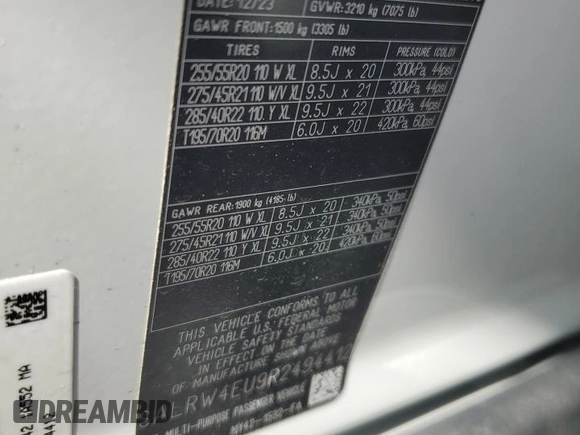 DATE: 12/23 GVWR: 3210 kg (7075 lb)
GAWR FRONT: 1500 kg (3305 lb)
TIRES RIMS PRESSURE (COLD)
255/55R20 110 W XL 8.5J x 20 300kPa, 44psi
275/45R21 110 W/V XL 9.5J x 21 300kPa, 44psi
285/40R22 110 Y XL 9.5J x 22 300kPa, 44psi
T195/70R20 116M 6.0J x 20 420kPa, 60psi
GAWR REAR: 1900 kg (4185 lb)
255/55R20 110 W XL 8.5J x 20 340kPa, 50psi
275/45R21 110 W/V XL 9.5J x 21 340kPa, 50psi
285/40R22 110 Y XL 9.5J x 22 340kPa, 50psi
T195/70R20 116M 6.0J x 20 420kPa, 60psi
THIS VEHICLE CONFORMS TO ALL
APPLICABLE U.S. FEDERAL MOTOR
VEHICLE SAFETY STANDARDS IN EFFECT
ON THE DATE OF MANUFACTURE
SHOWN ABOVE
LRW4EU9R2494412
MULTI-PURPOSE PASSENGER VEHICLE
MY42-1532-EA
MA
4412
DREAMBID
.COM